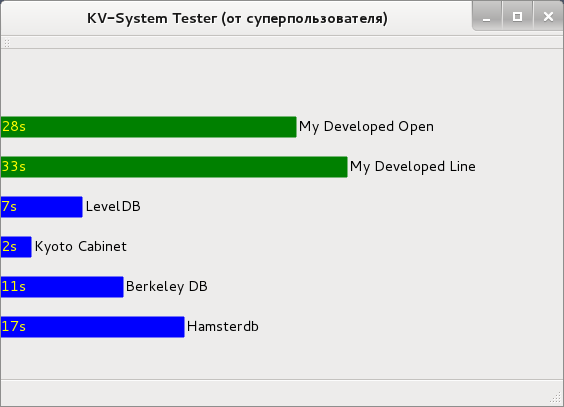 KV-System Tester (от суперпользователя)
28s My Developed Open
33s My Developed Line
7s LevelDB
2s Kyoto Cabinet
11s Berkeley DB
17s Hamsterdb